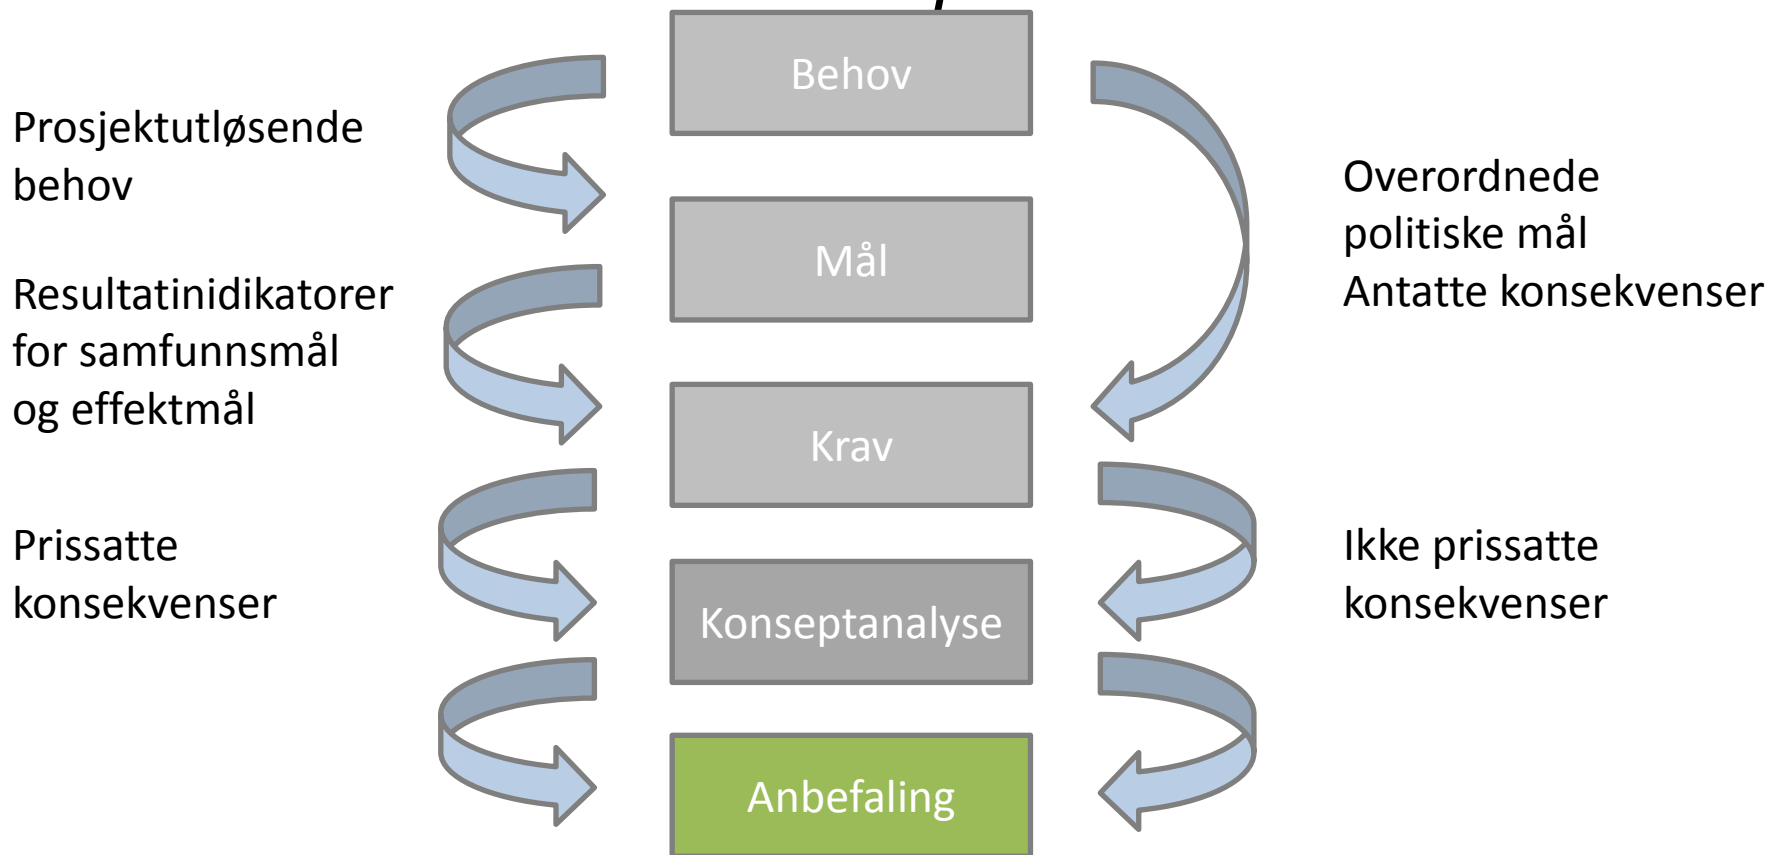 Behov
Prosjektutløsende
behov
Overordnede
politiske mål
Antatte konsekvenser
Mål
Resultatinidikatorer
for samfunnsmål
og effektmål
Krav
Prissatte
konsekvenser
Ikke prissatte
konsekvenser
Konseptanalyse
Anbefaling